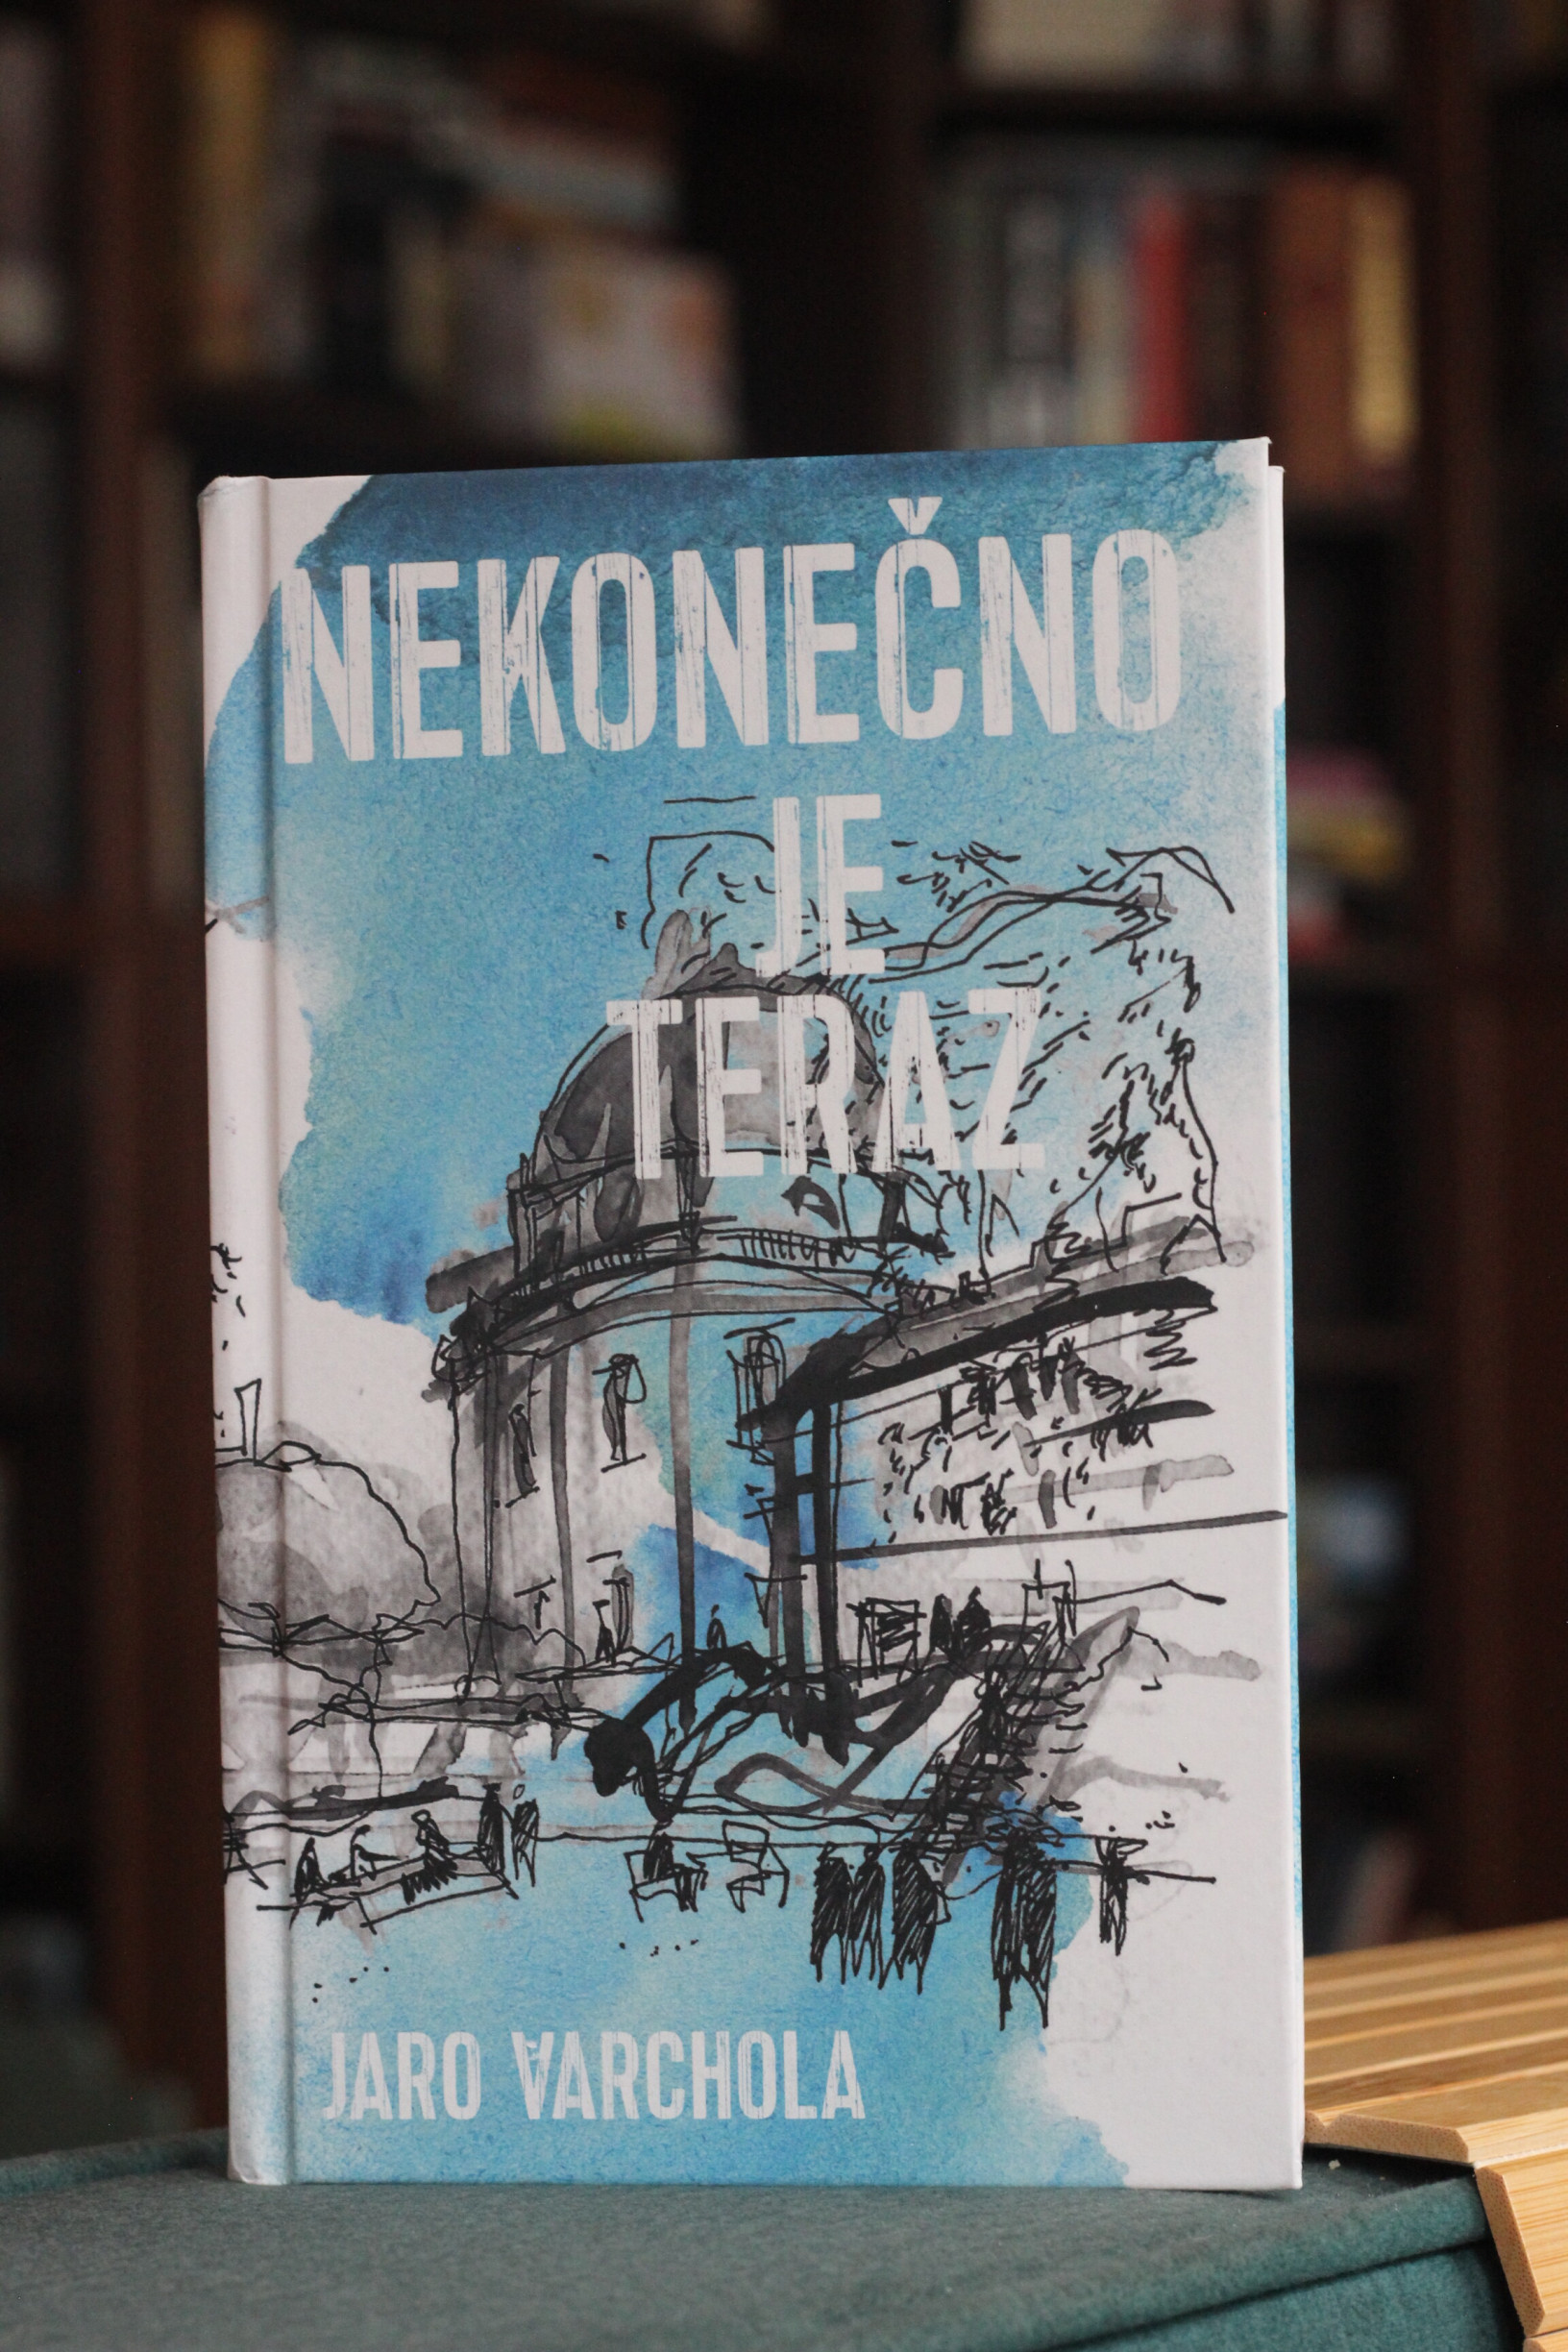 NEKONEČNO
JE
TERAZ
JARO VARCHOLA